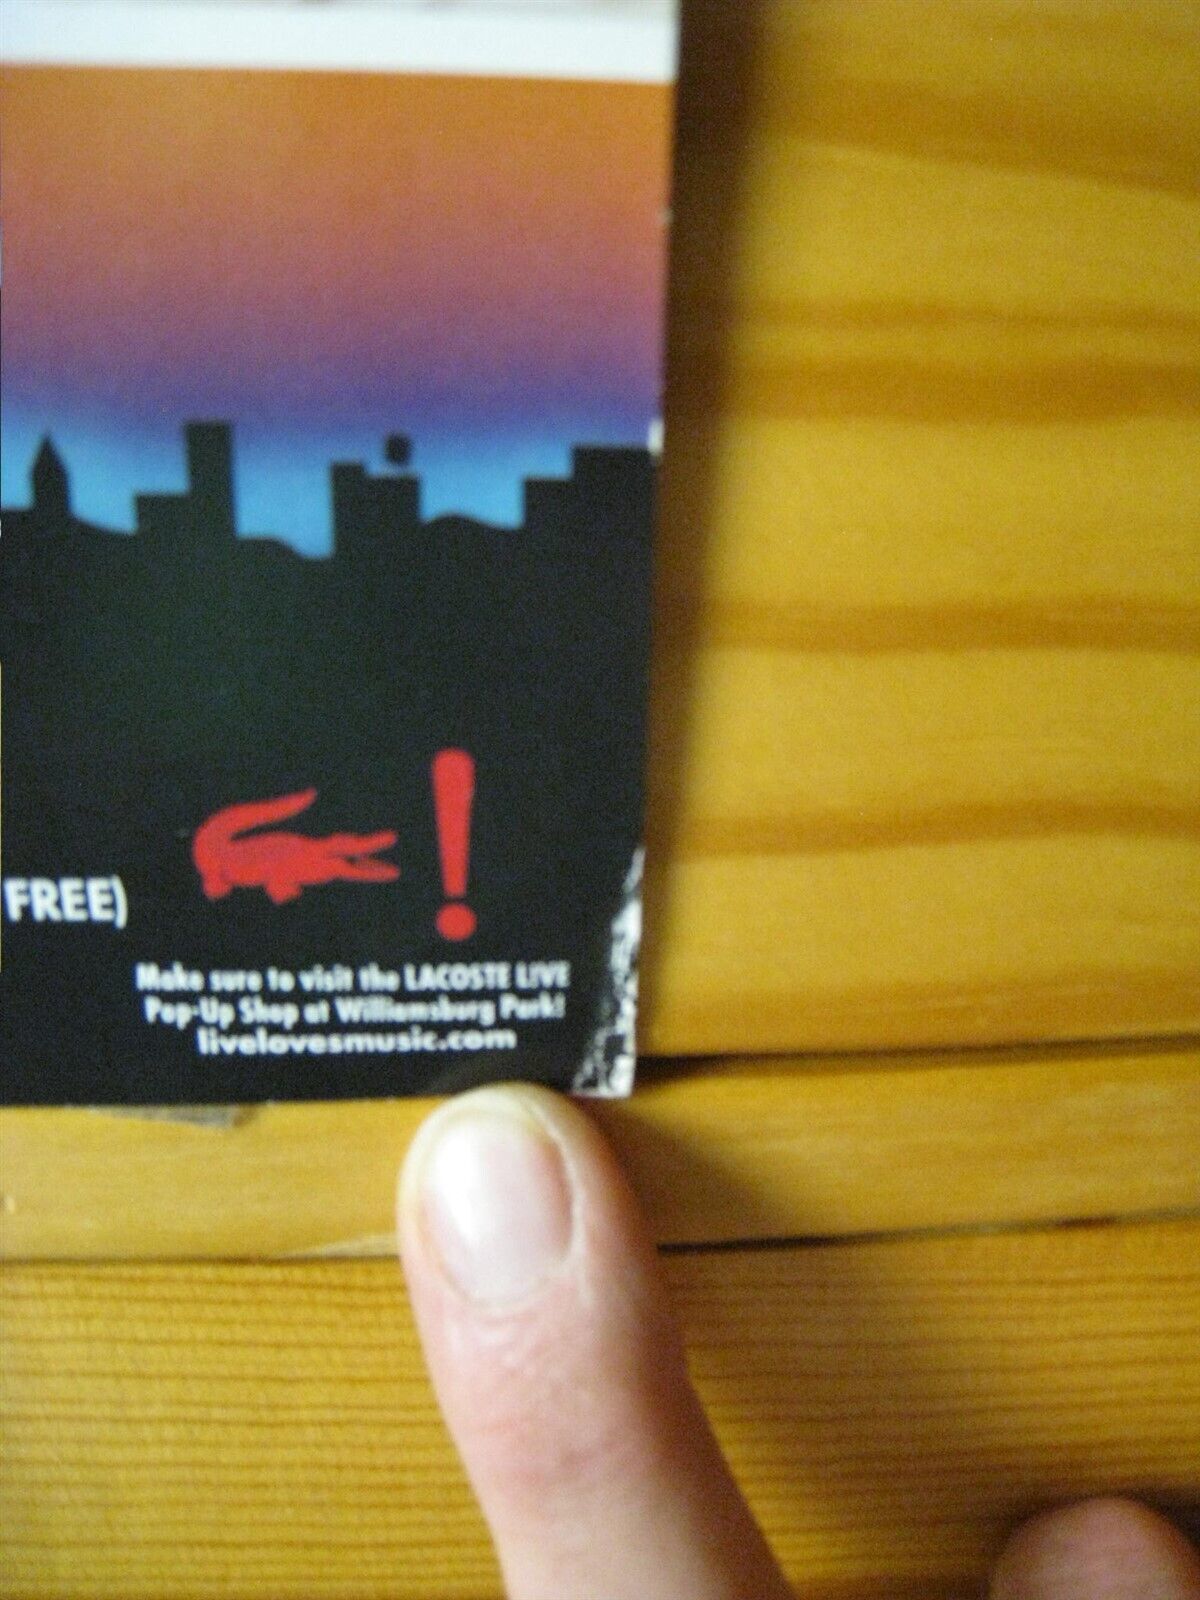 FREE)
!
Make sure to visit the LACOSTE LIVE
Pop-Up Shop at Williamsburg Park!
livelovesmusic.com